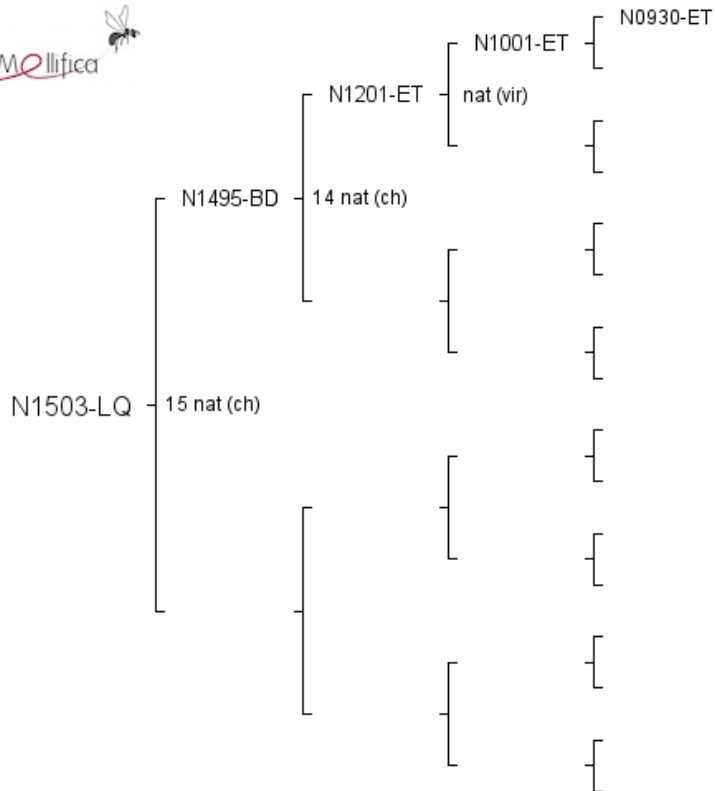 Mellifica
N0930-ET
N1001-ET
N1201-ET
nat (vir)
N1495-BD
14 nat (ch)
N1503-LQ
15 nat (ch)